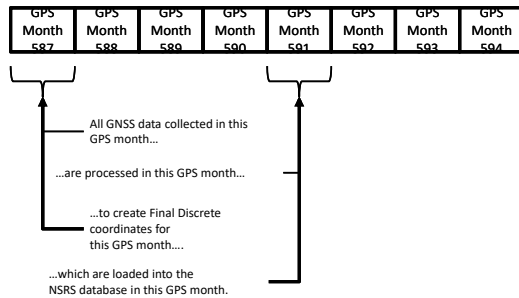 GPS GPS GPS GPS GPS GPS GPS GPS
Month Month Month Month Month Month Month Month
587 588 589 590 591 592 593 594
All GNSS data collected in this
GPS month…
…are processed in this GPS month…
…to create Final Discrete
coordinates for
this GPS month….
…which are loaded into the
NSRS database in this GPS month.